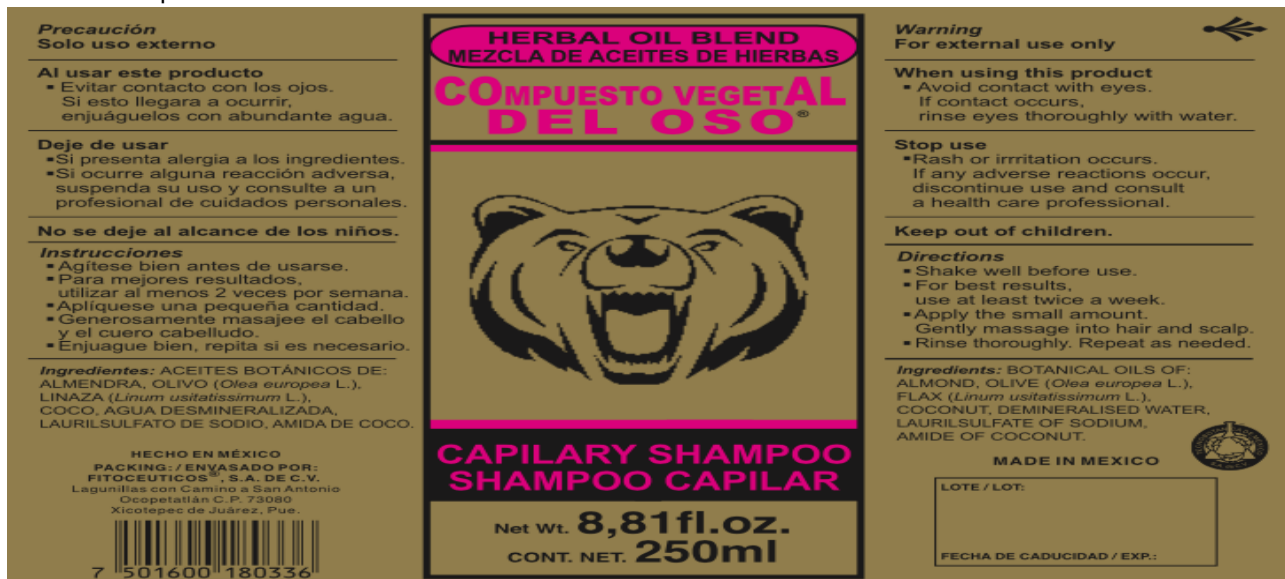 Precaución
Solo uso externo
Al usar este producto
▪ Evitar contacto con los ojos.
Si esto llegara a ocurrir,
enjuáguelos con abundante agua.
Deje de usar
▪Si presenta alergia a los ingredientes.
▪Si ocurre alguna reacción adversa,
suspenda su uso y consulte a un
profesional de cuidados personales.
No se deje al alcance de los niños.
Instrucciones
▪ Agítese bien antes de usarse.
▪ Para mejores resultados,
utilizar al menos 2 veces por semana.
▪ Aplíquese una pequeña cantidad.
▪ Generosamente masajee el cabello
y el cuero cabelludo.
▪ Enjuague bien, repita si es necesario.
Ingredientes: ACEITES BOTÁNICOS DE:
ALMENDRA, OLIVO (Olea europea L.),
LINAZA (Linum usitatissimum L.),
COCO, AGUA DESMINERALIZADA,
LAURILSULFATO DE SODIO, AMIDA DE COCO.
HECHO EN MÉXICO
PACKING: / ENVASADO POR:
FITOCEUTICOS®, S.A. DE C.V.
Lagunillas con Camino a San Antonio
Ocopetatlán C.P. 73080
Xicotepec de Juárez, Pue.
7 501600 180336
HERBAL OIL BLEND
MEZCLA DE ACEITES DE HIERBAS
COMPUESTO VEGETAL
DEL OSO®
CAPILARY SHAMPOO
SHAMPOO CAPILAR
Net Wt. 8,81fl.oz.
CONT. NET. 250ml
Warning
For external use only
When using this product
▪ Avoid contact with eyes.
If contact occurs,
rinse eyes thoroughly with water.
Stop use
▪Rash or irrritation occurs.
If any adverse reactions occur,
discontinue use and consult
a health care professional.
Keep out of children.
Directions
▪ Shake well before use.
▪ For best results,
use at least twice a week.
▪ Apply the small amount.
Gently massage into hair and scalp.
▪ Rinse thoroughly. Repeat as needed.
Ingredients: BOTANICAL OILS OF:
ALMOND, OLIVE (Olea europea L.),
FLAX (Linum usitatissimum L.),
COCONUT, DEMINERALISED WATER,
LAURILSULFATE OF SODIUM,
AMIDE OF COCONUT.
MADE IN MEXICO
LOTE / LOT:
FECHA DE CADUCIDAD / EXP.: